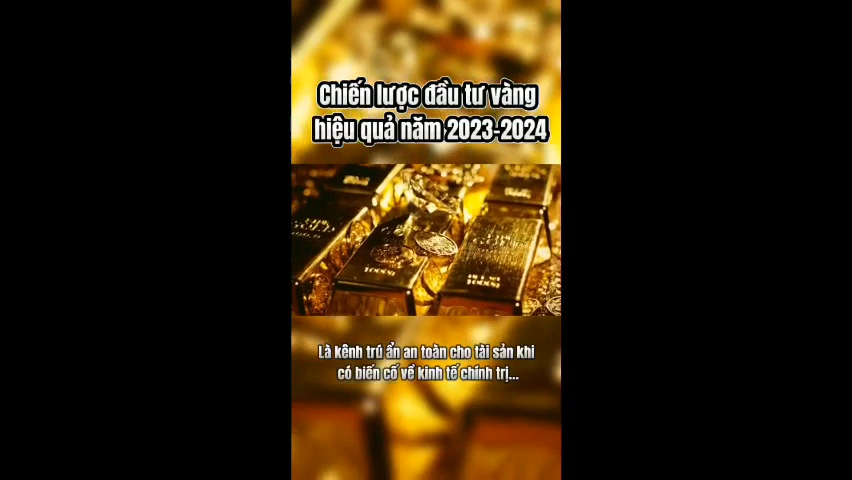 Chiến lược đầu tư vàng
hiệu quả năm 2023-2024
Là kênh trú ẩn an toàn cho tài sản khi
có biến cố về kinh tế chính trị...